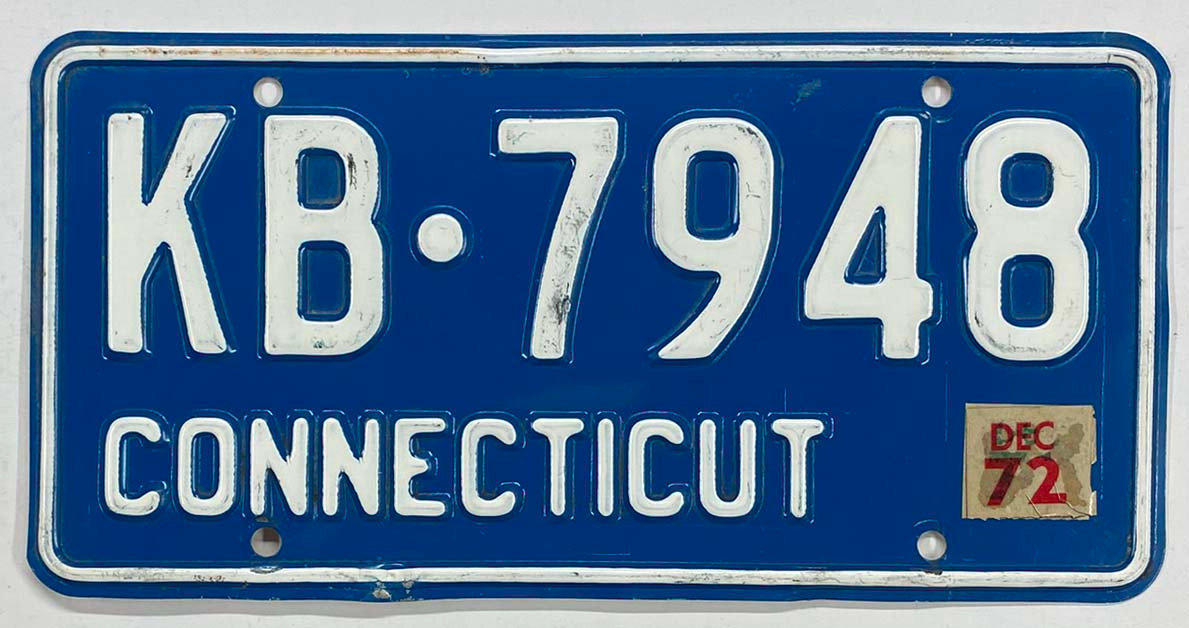 KB·7948
CONNECTICUT
DEC
72